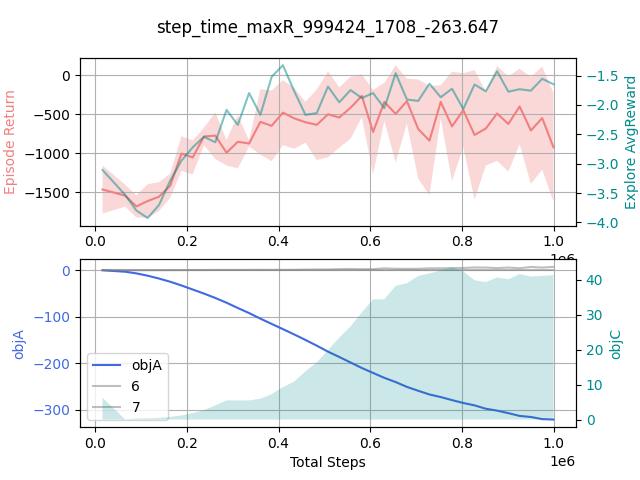 step_time_maxR_999424_1708_-263.647
0
−500
−1000
−1500
Episode Return
−1.5
−2.0
−2.5
−3.0
−3.5
−4.0
Explore AvgReward
0.0 0.2 0.4 0.6 0.8 1.0
1e6
0
−100
−200
−300
objA
objA
6
7
40
30
20
10
0
objC
0.0 0.2 0.4 0.6 0.8 1.0
Total Steps 1e6